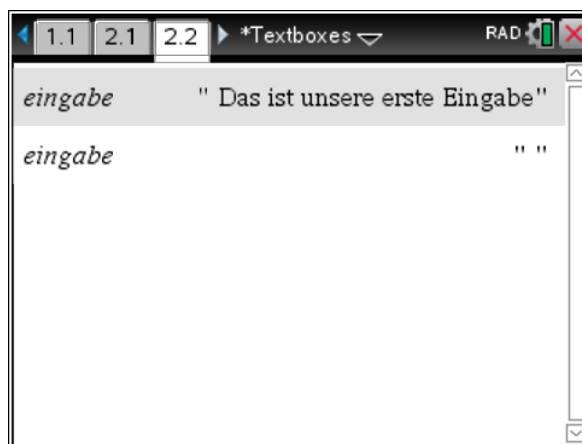 1.1 2.1 2.2 *Textboxes RAD
eingabe " Das ist unsere erste Eingabe"
eingabe " "